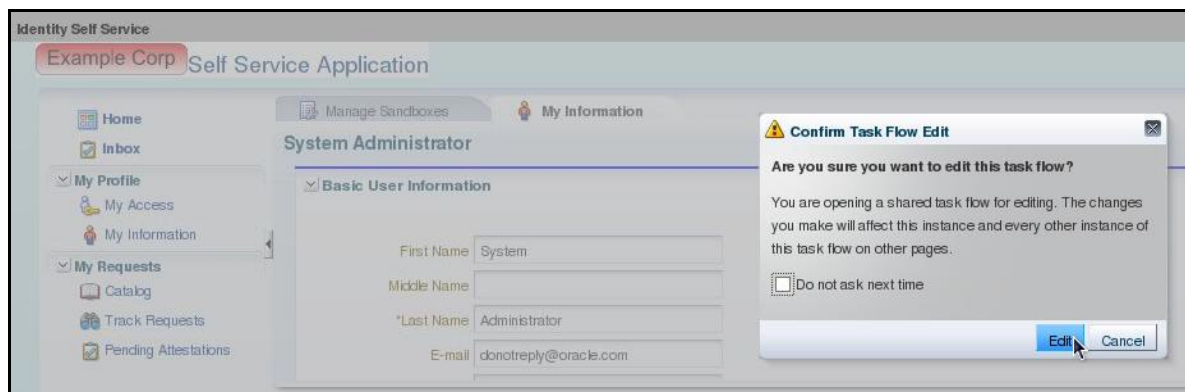 Identity Self Service
Example Corp Self Service Application
Home
Inbox
My Profile
My Access
My Information
My Requests
Catalog
Track Requests
Pending Attestations
Manage Sandboxes
My Information
System Administrator
Basic User Information
First Name System
Middle Name
*Last Name Administrator
E-mail donotreply@oracle.com
Confirm Task Flow Edit
Are you sure you want to edit this task flow?
You are opening a shared task flow for editing. The changes
you make will affect this instance and every other instance of
this task flow on other pages.
Do not ask next time
Edit Cancel